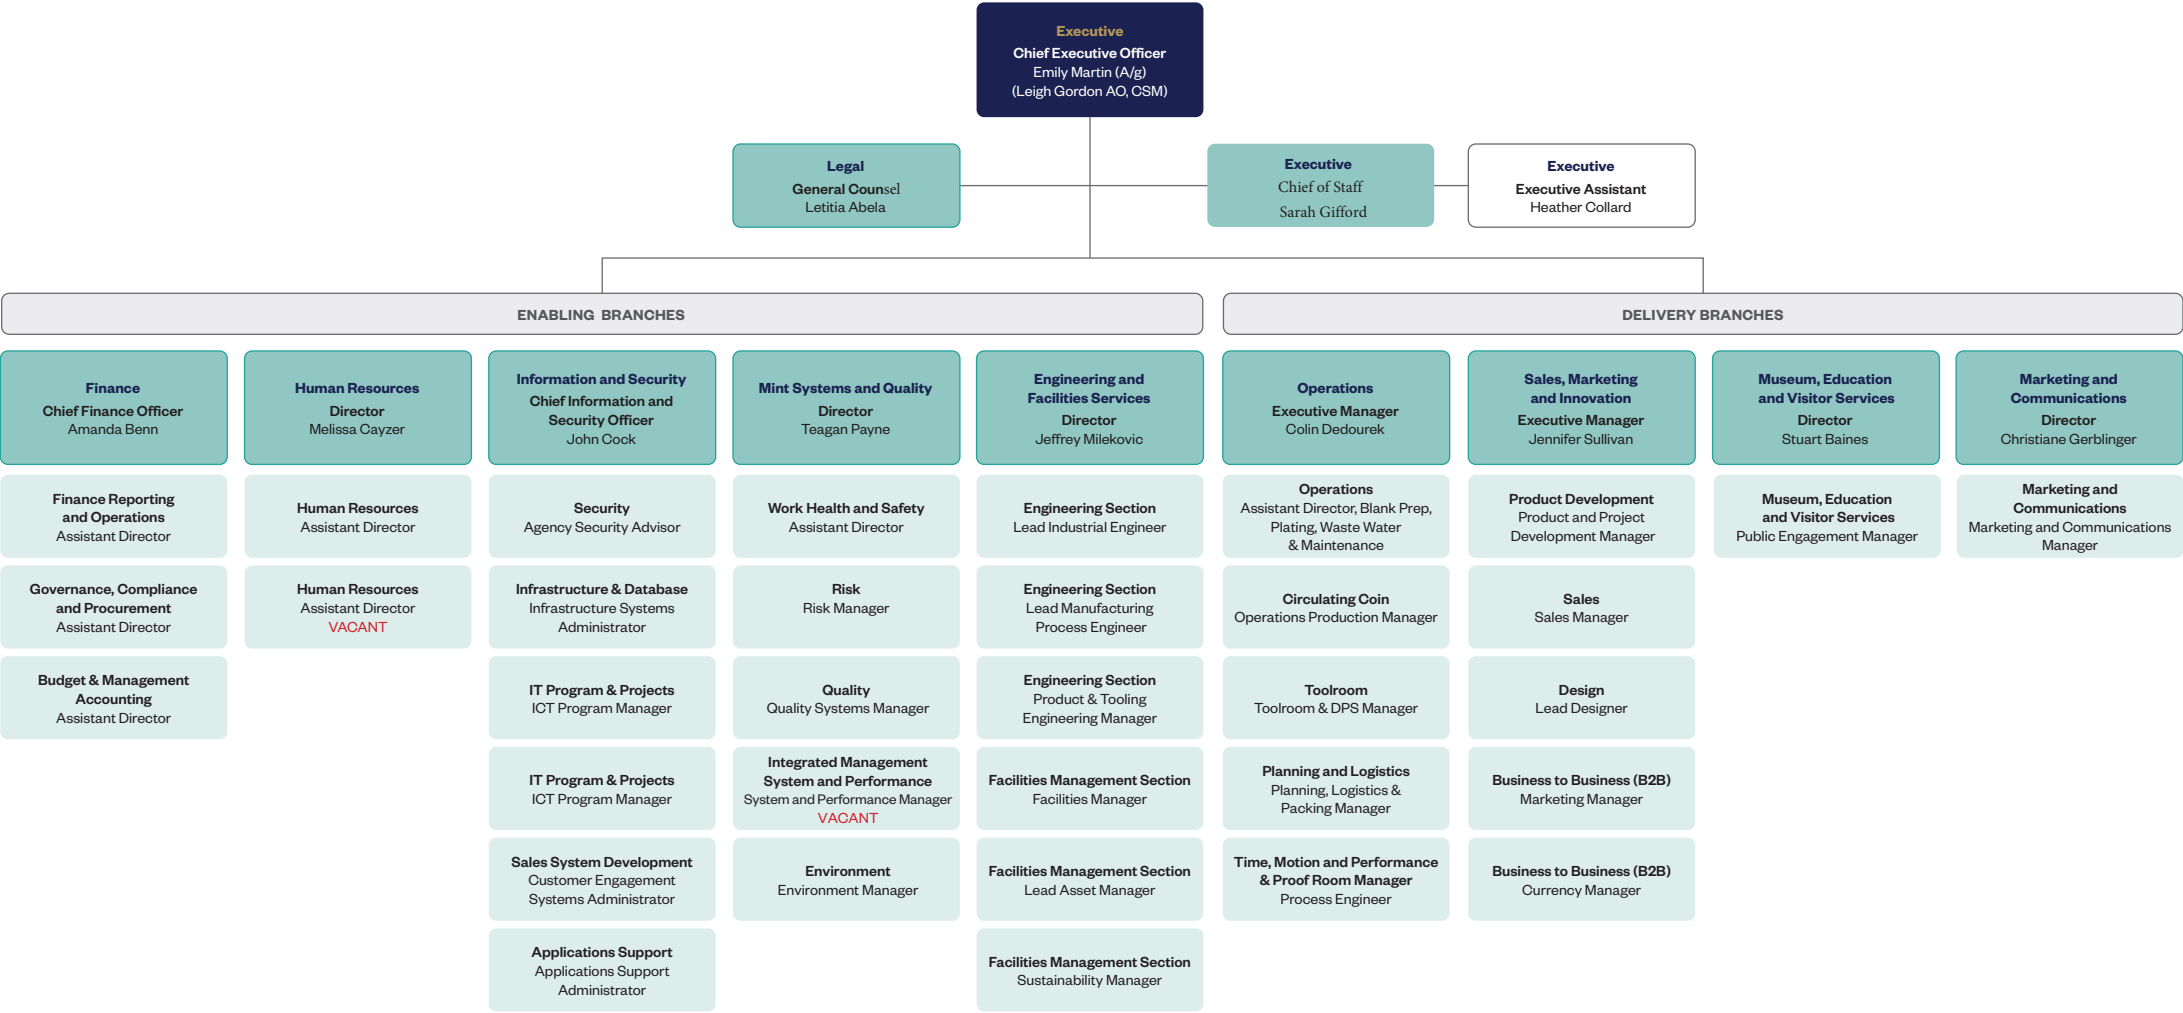 Executive
Chief Executive Officer
Emily Martin (A/g)
(Leigh Gordon AO, CSM)
Legal
General Counsel
Letitia Abela
Executive
Chief of Staff
Sarah Gifford
Executive
Executive Assistant
Heather Collard
ENABLING BRANCHES
DELIVERY BRANCHES
Finance
Chief Finance Officer
Amanda Benn
Finance Reporting
and Operations
Assistant Director
Governance, Compliance
and Procurement
Assistant Director
Budget & Management
Accounting
Assistant Director
Human Resources
Director
Melissa Cayzer
Human Resources
Assistant Director
Human Resources
Assistant Director
VACANT
Information and Security
Chief Information and
Security Officer
John Cock
Security
Agency Security Advisor
Infrastructure & Database
Infrastructure Systems
Administrator
IT Program & Projects
ICT Program Manager
IT Program & Projects
ICT Program Manager
Sales System Development
Customer Engagement
Systems Administrator
Applications Support
Applications Support
Administrator
Mint Systems and Quality
Director
Teagan Payne
Work Health and Safety
Assistant Director
Risk
Risk Manager
Quality
Quality Systems Manager
Integrated Management
System and Performance
System and Performance Manager
VACANT
Environment
Environment Manager
Engineering and
Facilities Services
Director
Jeffrey Milekovic
Engineering Section
Lead Industrial Engineer
Engineering Section
Lead Manufacturing
Process Engineer
Engineering Section
Product & Tooling
Engineering Manager
Facilities Management Section
Facilities Manager
Facilities Management Section
Lead Asset Manager
Facilities Management Section
Sustainability Manager
Operations
Executive Manager
Colin Dedourek
Operations
Assistant Director, Blank Prep,
Plating, Waste Water
& Maintenance
Circulating Coin
Operations Production Manager
Toolroom
Toolroom & DPS Manager
Planning and Logistics
Planning, Logistics &
Packing Manager
Time, Motion and Performance
& Proof Room Manager
Process Engineer
Sales, Marketing
and Innovation
Executive Manager
Jennifer Sullivan
Product Development
Product and Project
Development Manager
Sales
Sales Manager
Design
Lead Designer
Business to Business (B2B)
Marketing Manager
Business to Business (B2B)
Currency Manager
Museum, Education
and Visitor Services
Director
Stuart Baines
Museum, Education
and Visitor Services
Public Engagement Manager
Marketing and
Communications
Director
Christiane Gerblinger
Marketing and
Communications
Marketing and Communications
Manager